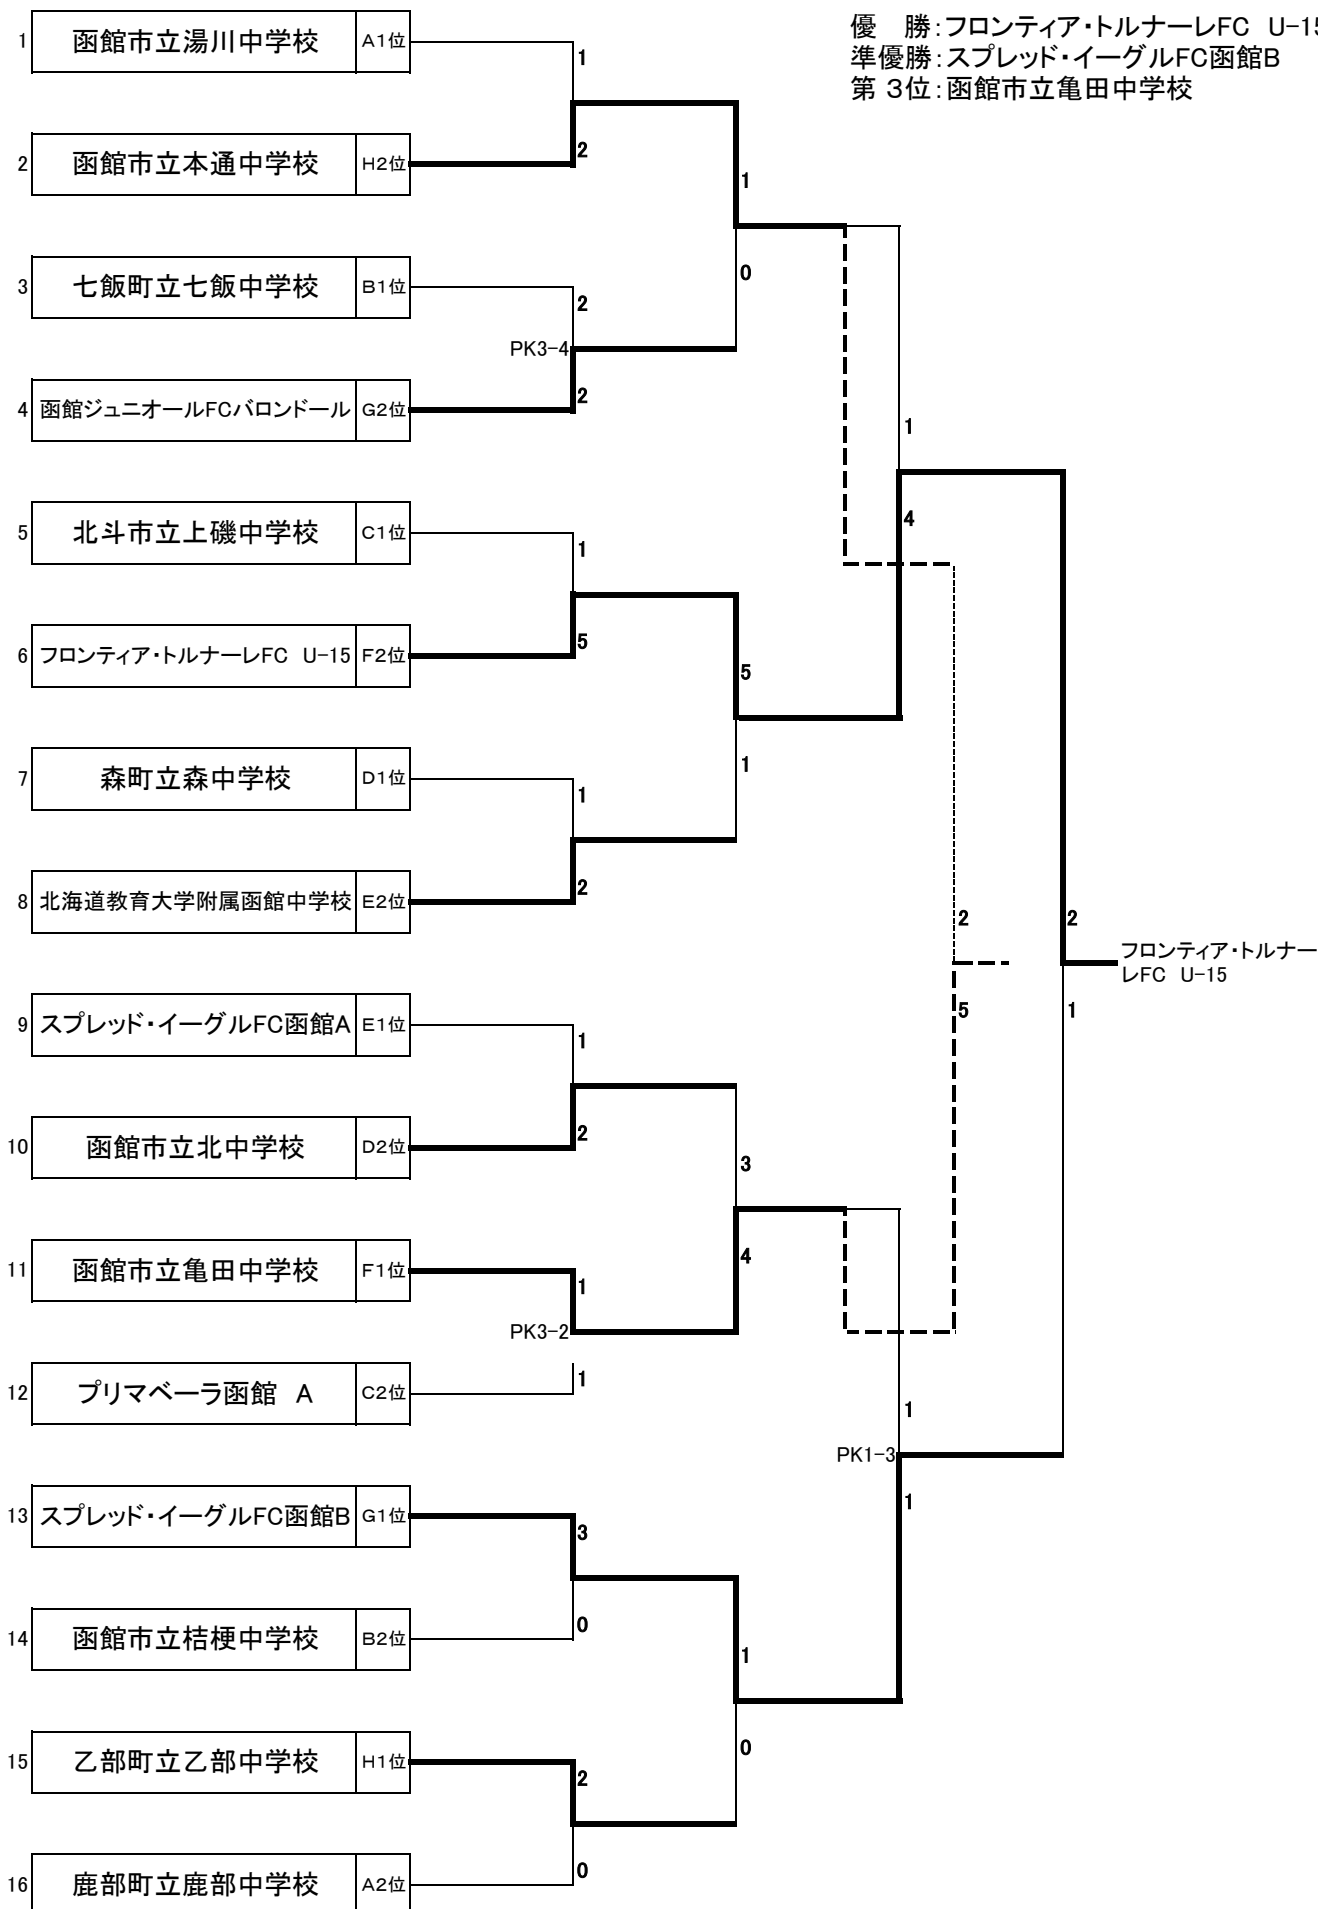 優　勝：フロンティア・トルナーレFC　U-15
準優勝：スプレッド・イーグルFC函館B
第 3位：函館市立亀田中学校
1 函館市立湯川中学校 A1位
1
2
2 函館市立本通中学校 H2位
1
0
3 七飯町立七飯中学校 B1位
2
PK3-4
2
4 函館ジュニオールFCバロンドール G2位
1
4
5 北斗市立上磯中学校 C1位
1
5
6 フロンティア・トルナーレFC　U-15 F2位
5
1
7 森町立森中学校 D1位
1
2
8 北海道教育大学附属函館中学校 E2位
2
2
フロンティア・トルナー
レFC　U-15
5
1
9 スプレッド・イーグルFC函館A E1位
1
2
10 函館市立北中学校 D2位
3
4
11 函館市立亀田中学校 F1位
1
PK3-2
1
12 プリマベーラ函館　A C2位
1
PK1-3
1
13 スプレッド・イーグルFC函館B G1位
3
0
14 函館市立桔梗中学校 B2位
1
0
15 乙部町立乙部中学校 H1位
2
0
16 鹿部町立鹿部中学校 A2位